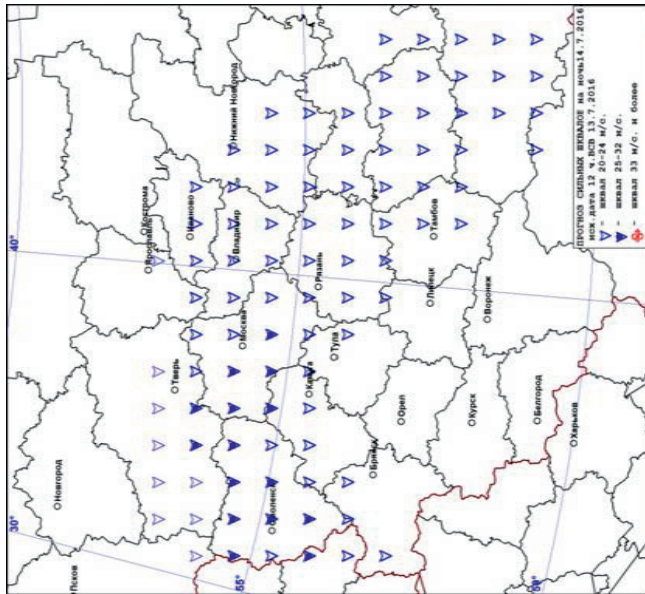 30°
40°
Псков
Новгород
Тверь
Ярославль
Кострома
Иваново
Нижний Новгород
Москва
Владимир
55°
Смоленск
Калуга
Тула
Рязань
Брянск
Орел
Липецк
Тамбов
Курск
Воронеж
Белгород
Харьков
50°
ПРОГНОЗ СИЛЬНЫХ ШКВАЛОВ на ночь14.7.2016
исх.дата 12 ч.ВСВ 13.7.2016
- шквал 20-24 м/с.
- шквал 25-32 м/с.
- шквал 33 м/с. и более